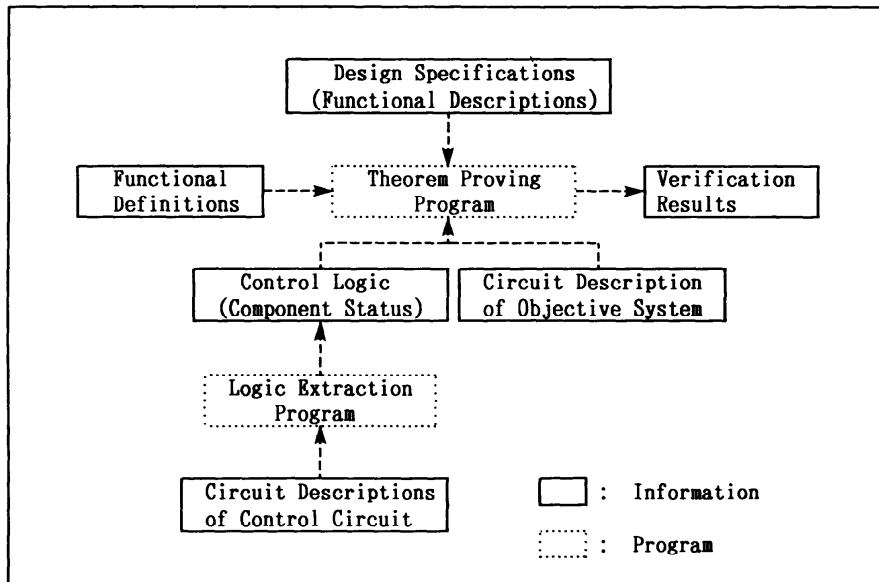 Design Specifications
(Functional Descriptions)
Functional
Definitions
Theorem Proving
Program
Verification
Results
Control Logic
(Component Status)
Circuit Description
of Objective System
Logic Extraction
Program
Circuit Descriptions
of Control Circuit
: Information
: Program